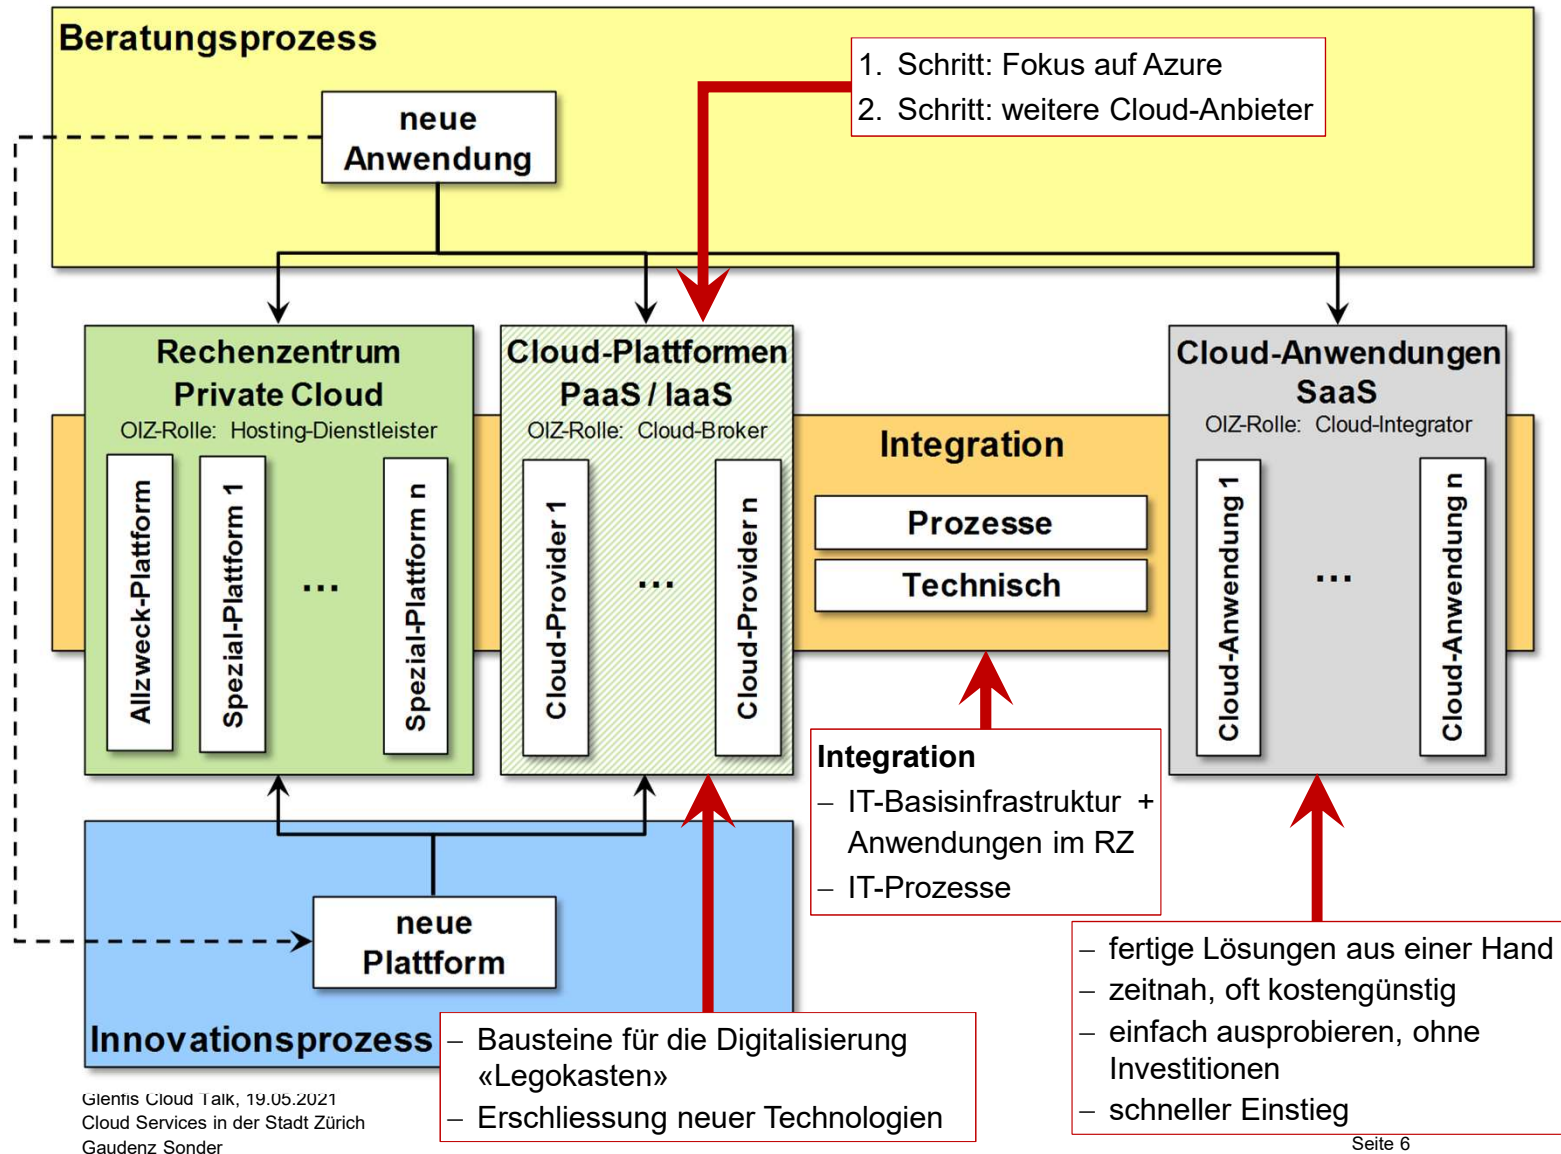 Beratungsprozess
1. Schritt: Fokus auf Azure
2. Schritt: weitere Cloud-Anbieter
neue
Anwendung
Rechenzentrum
Private Cloud
OIZ-Rolle: Hosting-Dienstleister
Allzweck-Plattform
Spezial-Plattform 1
...
Spezial-Plattform n
Cloud-Plattformen
PaaS / IaaS
OIZ-Rolle: Cloud-Broker
Cloud-Provider 1
...
Cloud-Provider n
Integration
Prozesse
Technisch
Cloud-Anwendungen
SaaS
OIZ-Rolle: Cloud-Integrator
Cloud-Anwendung 1
...
Cloud-Anwendung n
Integration
– IT-Basisinfrastruktur +
Anwendungen im RZ
– IT-Prozesse
neue
Plattform
Innovationsprozess
– Bausteine für die Digitalisierung
«Legokasten»
– Erschliessung neuer Technologien
– fertige Lösungen aus einer Hand
– zeitnah, oft kostengünstig
– einfach ausprobieren, ohne
Investitionen
– schneller Einstieg
Glenfis Cloud Talk, 19.05.2021
Cloud Services in der Stadt Zürich
Gaudenz Sonder
Seite 6